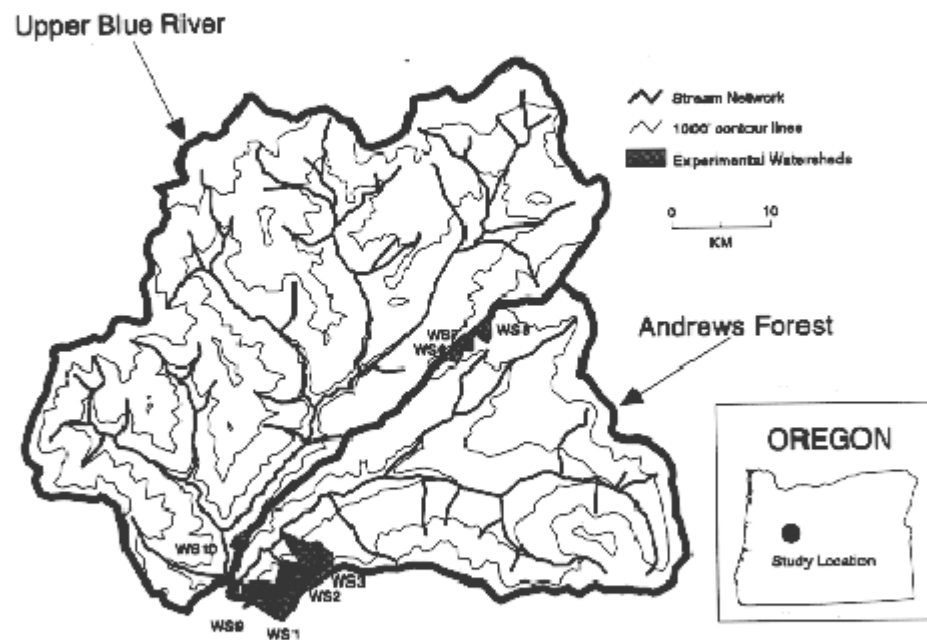 Upper Blue River
Stream Network
1000' contour lines
Experimental Watersheds
0 10
KM
WS8
Andrews Forest
OREGON
Study Location
WS10
WS3
WS2
WS9
WS1